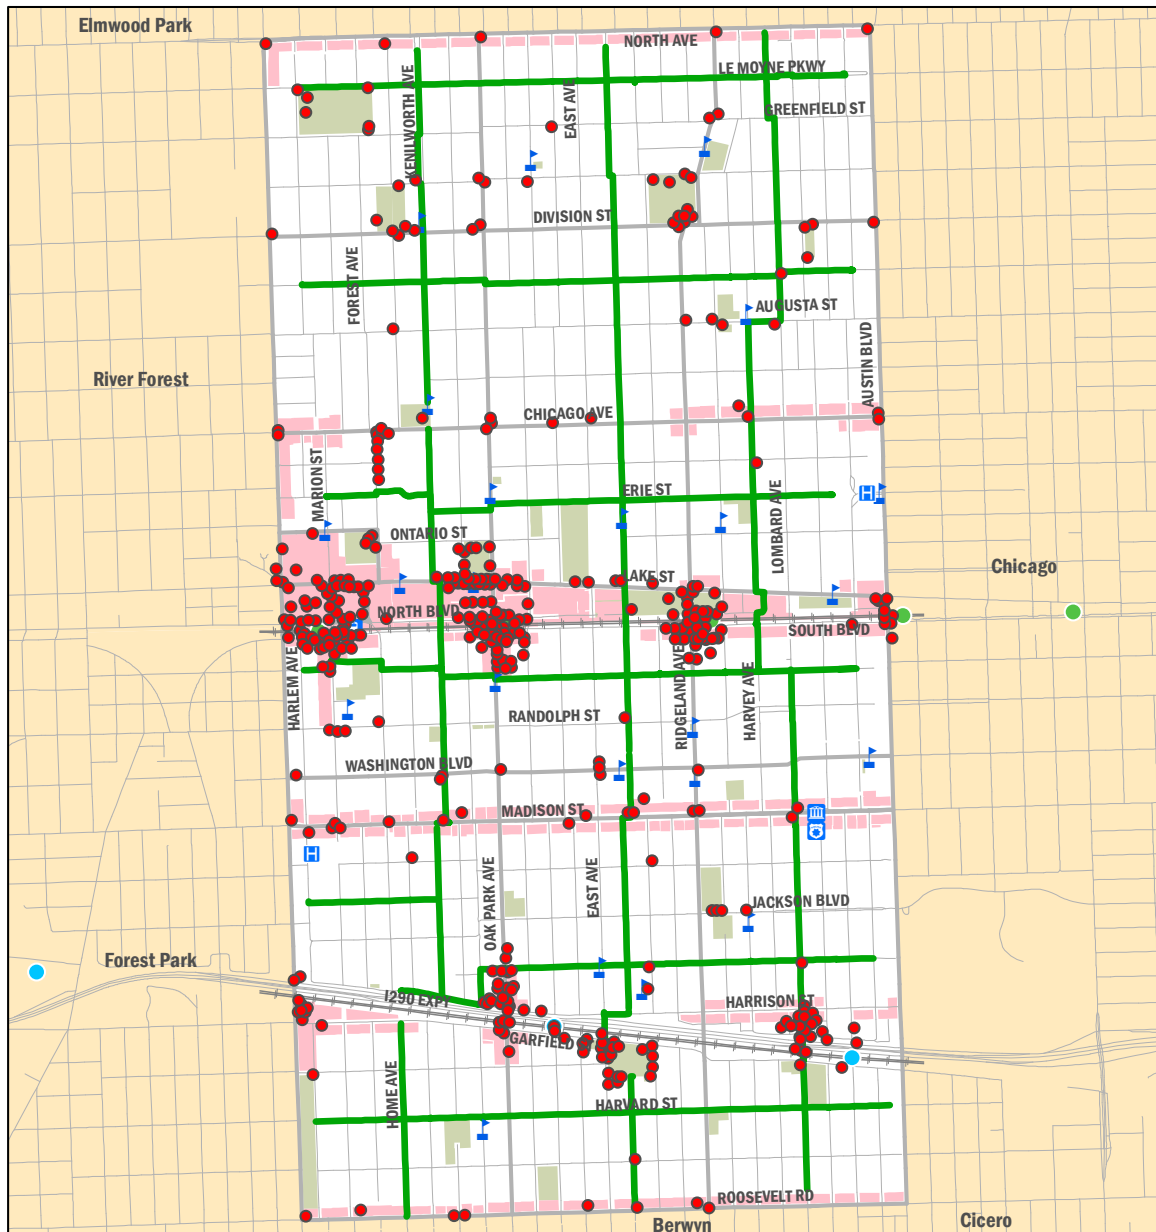 Elmwood Park
NORTH AVE
LE MOYNE PKWY
KENILWORTH AVE
EAST AVE
GREENFIELD ST
DIVISION ST
FOREST AVE
AUGUSTA ST
AUSTIN BLVD
River Forest
CHICAGO AVE
MARION ST
ERIE ST
LOMBARD AVE
H
ONTARIO ST
Chicago
LAKE ST
NORTH BLVD
SOUTH BLVD
HARLEM AVE
RIDGELAND AVE
HARVEY AVE
RANDOLPH ST
WASHINGTON BLVD
MADISON ST
H
OAK PARK AVE
EAST AVE
JACKSON BLVD
Forest Park
I290 EXPY
HARRISON ST
GARFIELD
HOME AVE
HARVARD ST
ROOSEVELT RD
Berwyn
Cicero